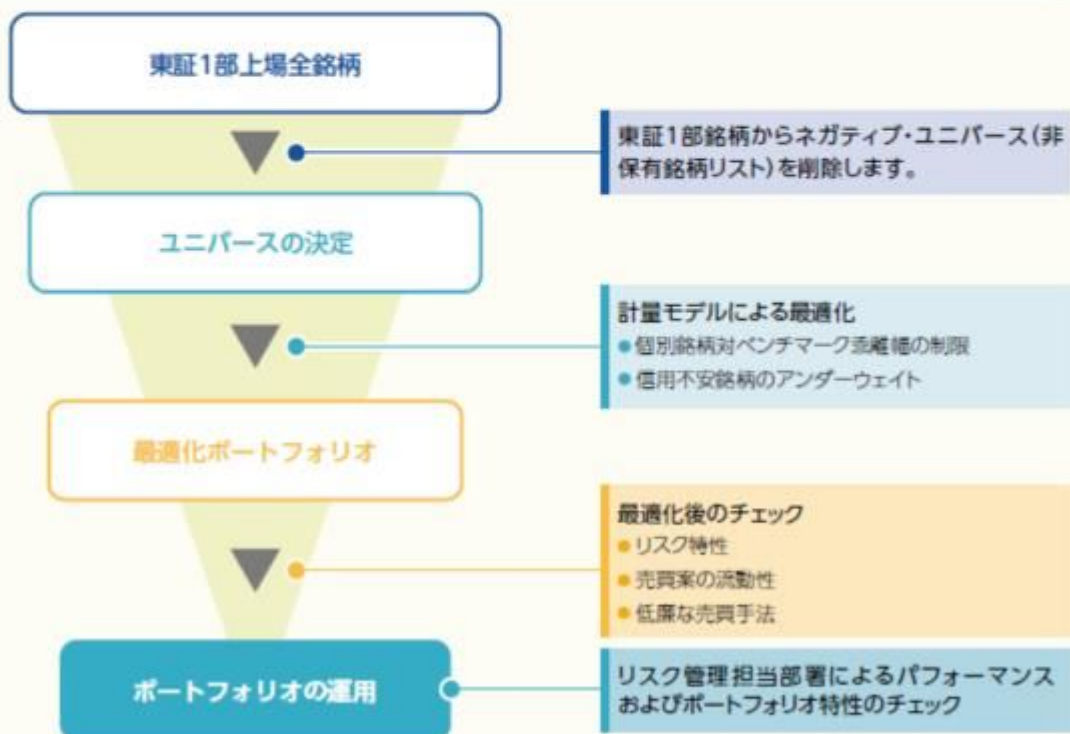 東証1部上場全銘柄
東証1部銘柄からネガティブ・ユニバース(非
保有銘柄リスト)を削除します。
ユニバースの決定
計量モデルによる最適化
●個別銘柄対ベンチマーク乖離幅の制限
●信用不安銘柄のアンダーウェイト
最適化ポートフォリオ
最適化後のチェック
●リスク特性
●売買案の流動性
●低廉な売買手法
ポートフォリオの運用
リスク管理担当部署によるパフォーマンス
およびポートフォリオ特性のチェック